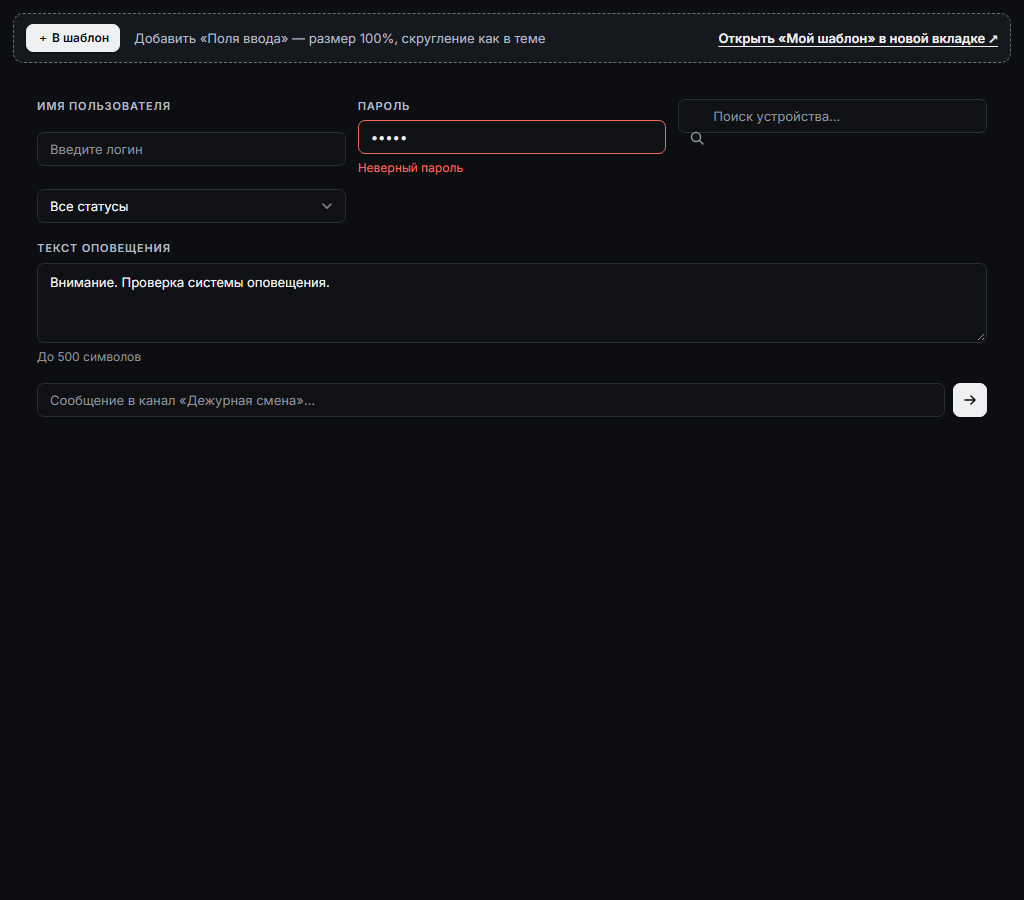 + В шаблон
Добавить «Поля ввода» — размер 100%, скругление как в теме
Открыть «Мой шаблон» в новой вкладке ↗
ИМЯ ПОЛЬЗОВАТЕЛЯ
Введите логин
ПАРОЛЬ
•••••
Неверный пароль
Поиск устройства...
Все статусы
ТЕКСТ ОПОВЕЩЕНИЯ
Внимание. Проверка системы оповещения.
До 500 символов
Сообщение в канал «Дежурная смена»...